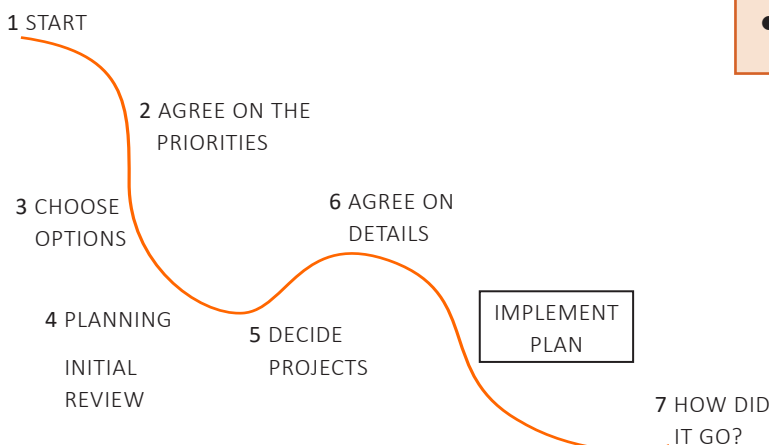 1 START
2 AGREE ON THE
PRIORITIES
3 CHOOSE
OPTIONS
4 PLANNING
INITIAL
REVIEW
5 DECIDE
PROJECTS
6 AGREE ON
DETAILS
IMPLEMENT
PLAN
7 HOW DID
IT GO?